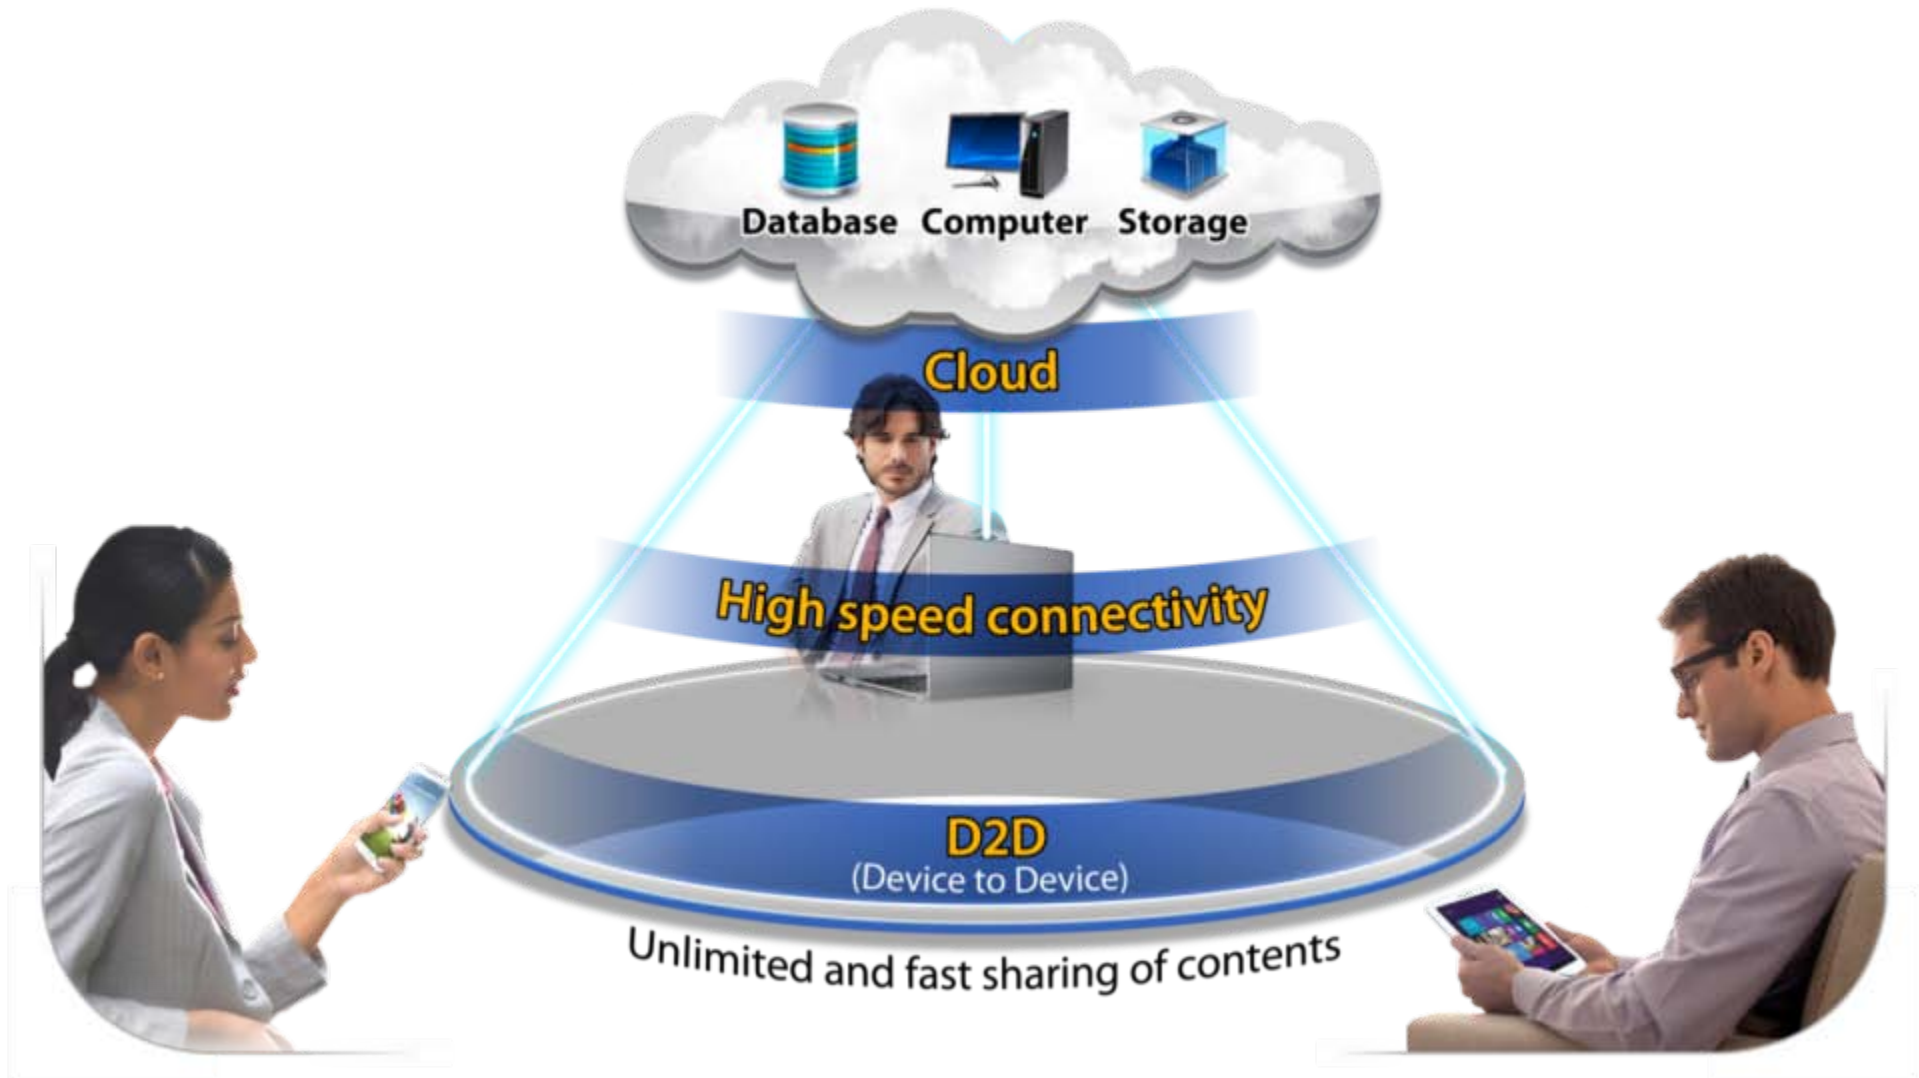 Database Computer Storage
Cloud
High speed connectivity
D2D
(Device to Device)
Unlimited and fast sharing of contents